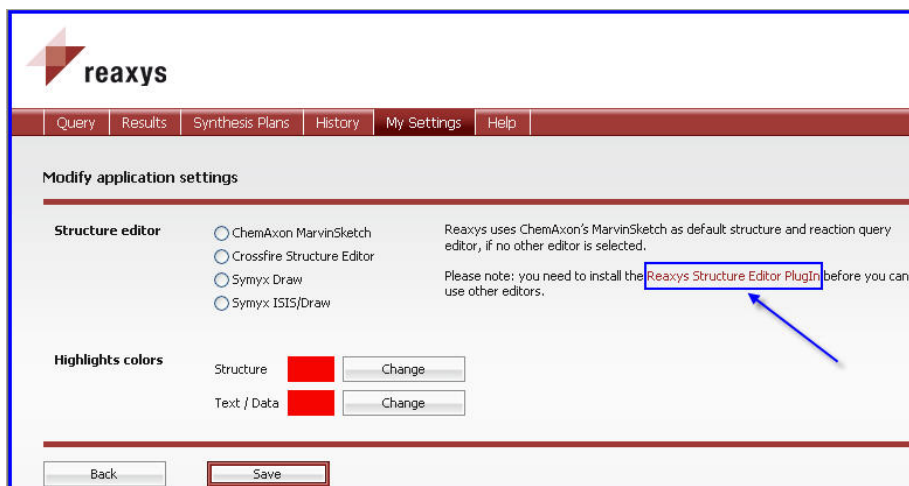 reaxys
Query Results Synthesis Plans History My Settings Help
Modify application settings
Structure editor
ChemAxon MarvinSketch
Crossfire Structure Editor
Symyx Draw
Symyx ISIS/Draw
Reaxys uses ChemAxon's MarvinSketch as default structure and reaction query
editor, if no other editor is selected.
Please note: you need to install the Reaxys Structure Editor PlugIn before you can
use other editors.
Highlights colors
Structure Change
Text / Data Change
Back Save